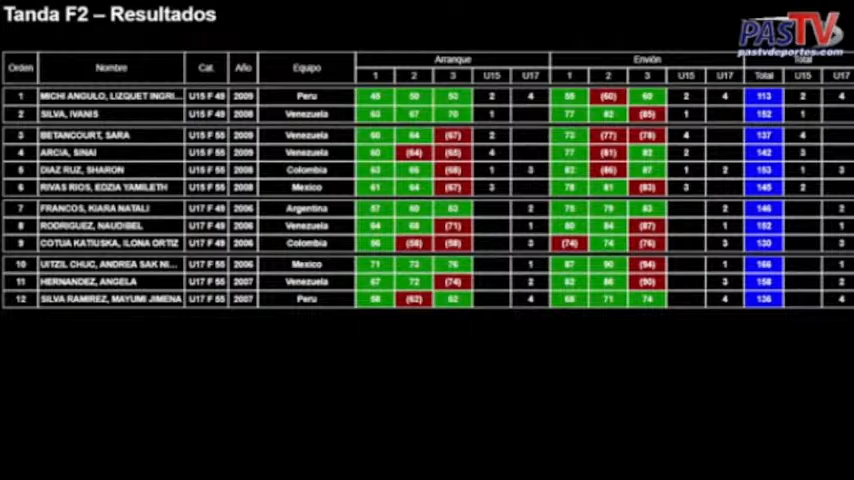 Tanda F2 – Resultados
PASTV
pastvdeportes.com
Arranque Envión Total
Orden Nombre Cat. Año Equipo 1 2 3 U15 U17 1 2 3 U15 U17 Total U15 U17
1 MICHI ANGULO, LIZQUET INGRI... U15 F 49 2009 Peru 48 50 53 2 4 58 (60) 60 2 4 113 2 4
2 SILVA, IVANIS U15 F 49 2008 Venezuela 63 67 70 1 77 82 (85) 1 152 1
3 BETANCOURT, SARA U15 F 55 2009 Venezuela 60 64 (67) 2 73 (77) (78) 4 137 4
4 ARCIA, SINAI U15 F 55 2009 Venezuela 60 (64) (65) 4 77 (81) 82 2 142 3
5 DIAZ RUZ, SHARON U15 F 55 2008 Colombia 63 66 (68) 1 3 83 (86) 87 1 2 153 1 3
6 RIVAS RIOS, EDZIA YAMILETH U15 F 55 2008 Mexico 61 64 (67) 3 78 81 (83) 3 145 2
7 FRANCOS, KIARA NATALI U17 F 49 2006 Argentina 57 60 63 2 75 79 83 2 146 2
8 RODRIGUEZ, NAUDIBEL U17 F 49 2006 Venezuela 64 68 (71) 1 80 84 (87) 1 152 1
9 COTUA KATIUSKA, ILONA ORTIZ U17 F 49 2006 Colombia 56 (58) (58) 3 (74) 74 (76) 3 130 3
10 UITZIL CHUC, ANDREA SAK NI... U17 F 55 2006 Mexico 71 73 76 1 87 90 (94) 1 166 1
11 HERNANDEZ, ANGELA U17 F 55 2007 Venezuela 67 72 (74) 2 82 86 (90) 3 158 2
12 SILVA RAMIREZ, MAYUMI JIMENA U17 F 55 2007 Peru 58 (62) 62 4 68 71 74 4 136 4